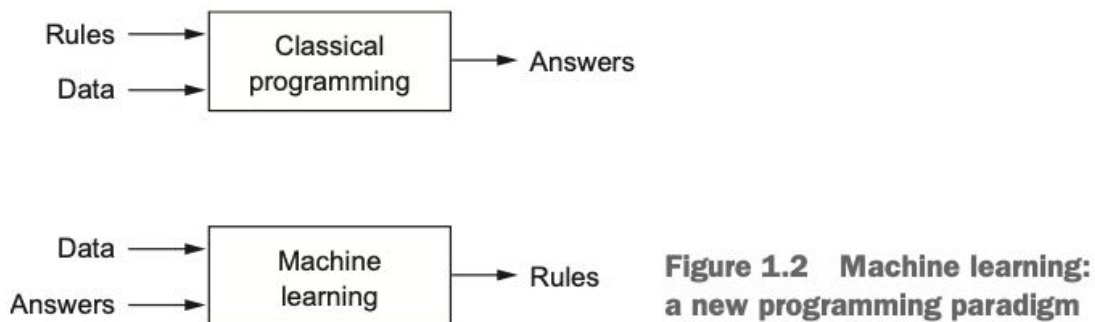 Rules
Data
Classical
programming
Answers
Data
Answers
Machine
learning
Rules
Figure 1.2 Machine learning:
a new programming paradigm